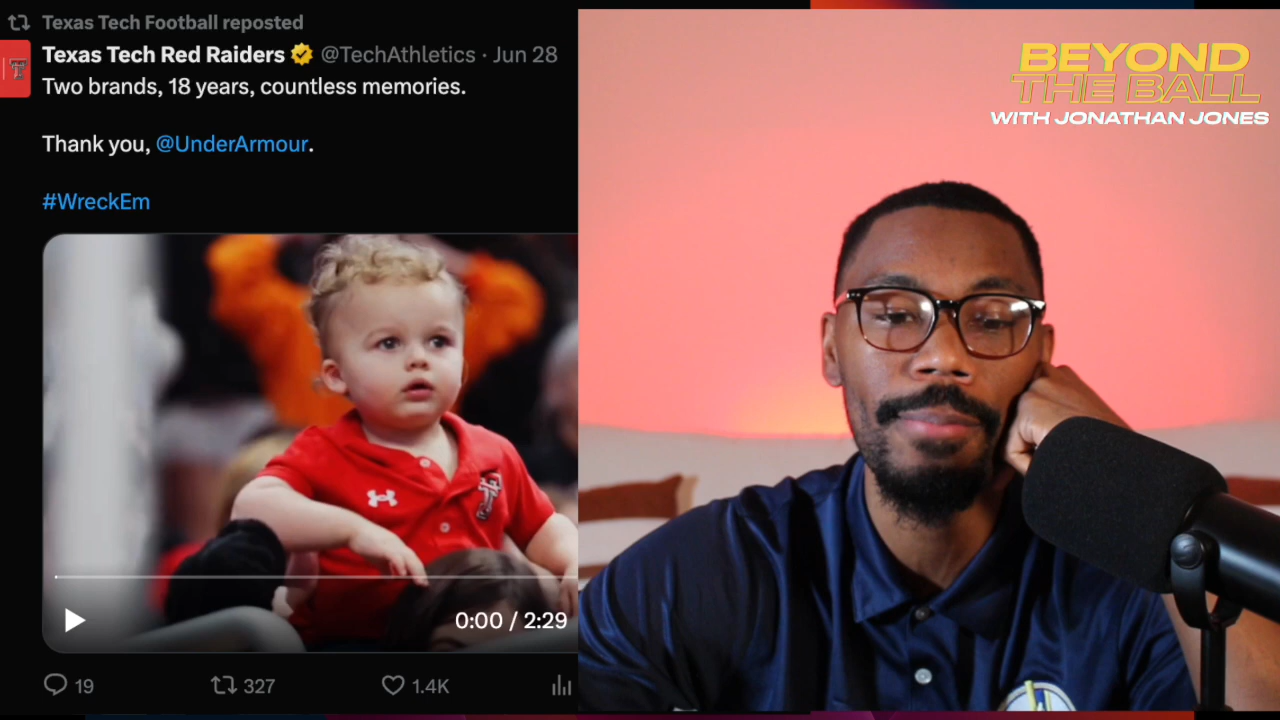 Texas Tech Football reposted
Texas Tech Red Raiders @TechAthletics · Jun 28
Two brands, 18 years, countless memories.
Thank you, @UnderArmour.
#WreckEm
0:00 / 2:29
19 327 1.4K
BEYOND
THE BALL
WITH JONATHAN JONES